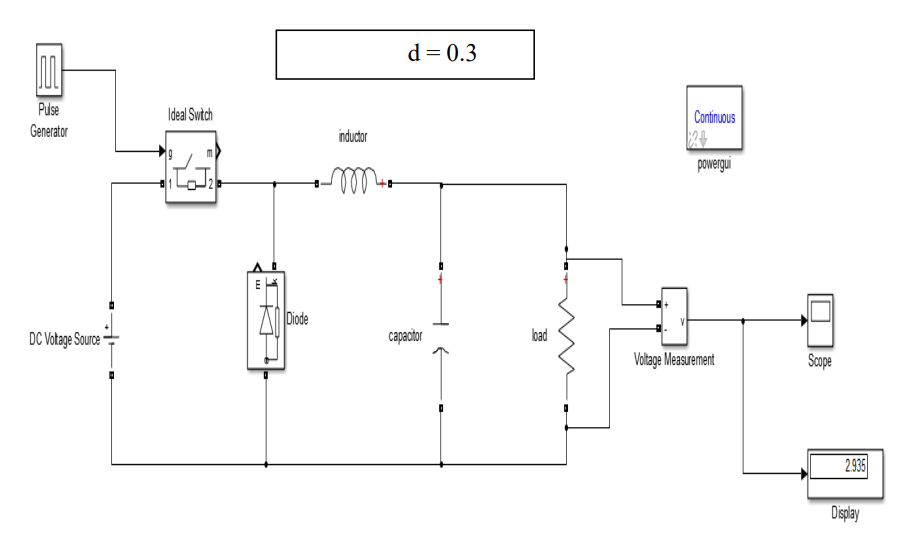 d = 0.3
Pulse
Generator
Ideal Switch
g
m
1
2
inductor
Continuous
powergui
E
K
Diode
DC Voltage Source
+
capacitor
+
load
+
+
-
v
Voltage Measurement
Scope
2.935
Display